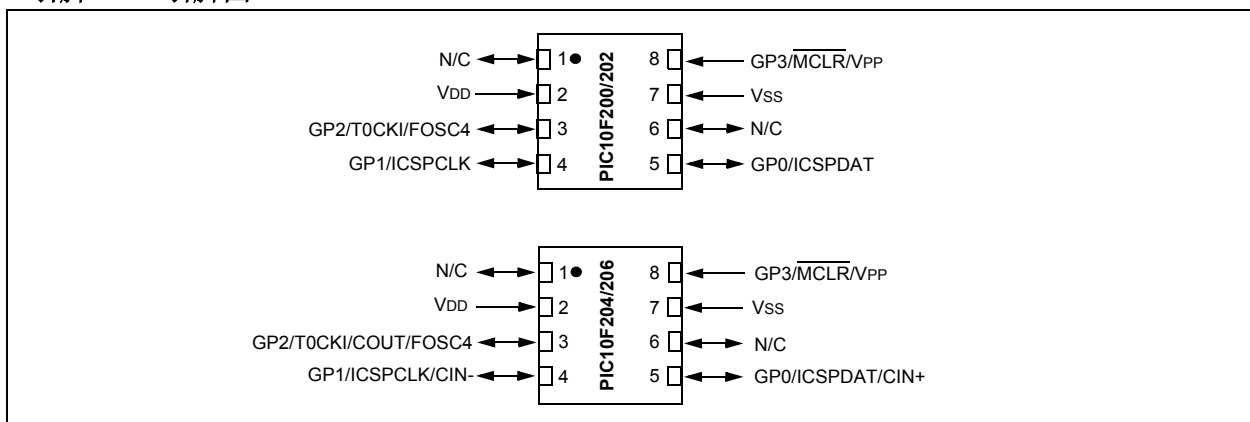 N/C 1 8 GP3/MCLR/VPP
VDD 2 7 VSS
GP2/T0CKI/FOSC4 3 6 N/C
GP1/ICSPCLK 4 5 GP0/ICSPDAT
PIC10F200/202
N/C 1 8 GP3/MCLR/VPP
VDD 2 7 VSS
GP2/T0CKI/COUT/FOSC4 3 6 N/C
GP1/ICSPCLK/CIN- 4 5 GP0/ICSPDAT/CIN+
PIC10F204/206